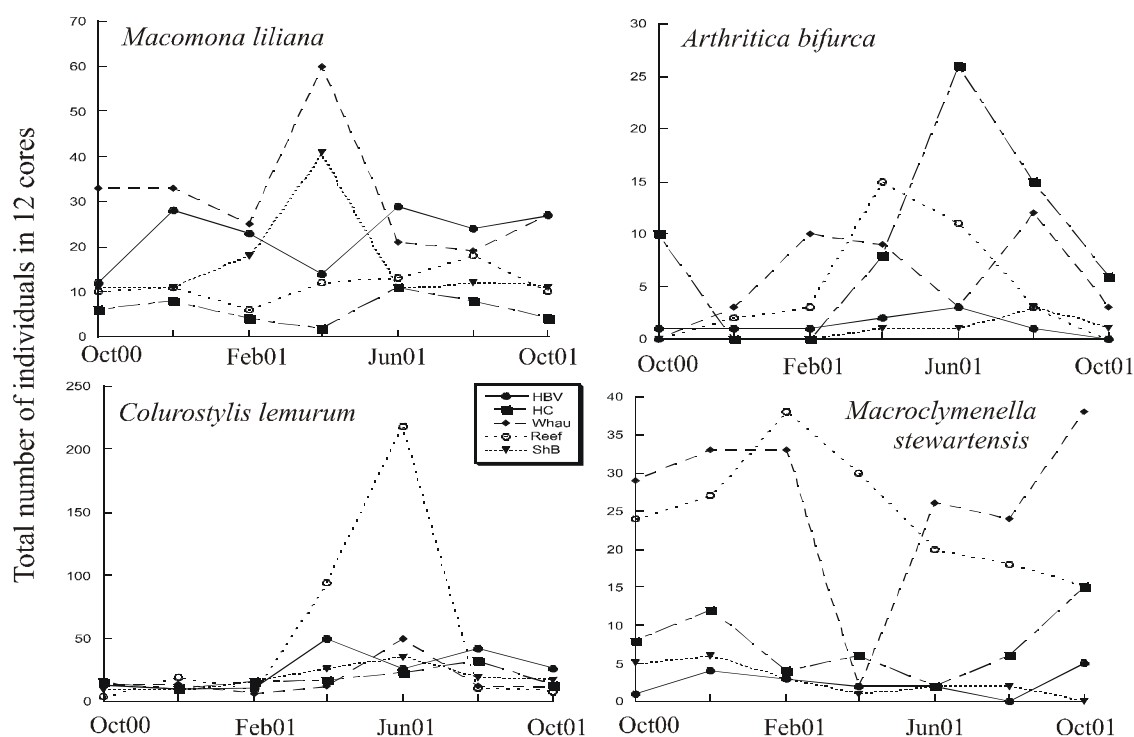 Total number of individuals in 12 cores
Macomona liliana
70
60
50
40
30
20
10
0
Oct00 Feb01 Jun01 Oct01
Arthritica bifurca
30
25
20
15
10
5
0
Oct00 Feb01 Jun01 Oct01
Colurostylis lemurum
250
200
150
100
50
0
Oct00 Feb01 Jun01 Oct01
HBV
HC
Whau
Reef
ShB
Macroclymenella
stewartensis
40
35
30
25
20
15
10
5
0
Oct00 Feb01 Jun01 Oct01